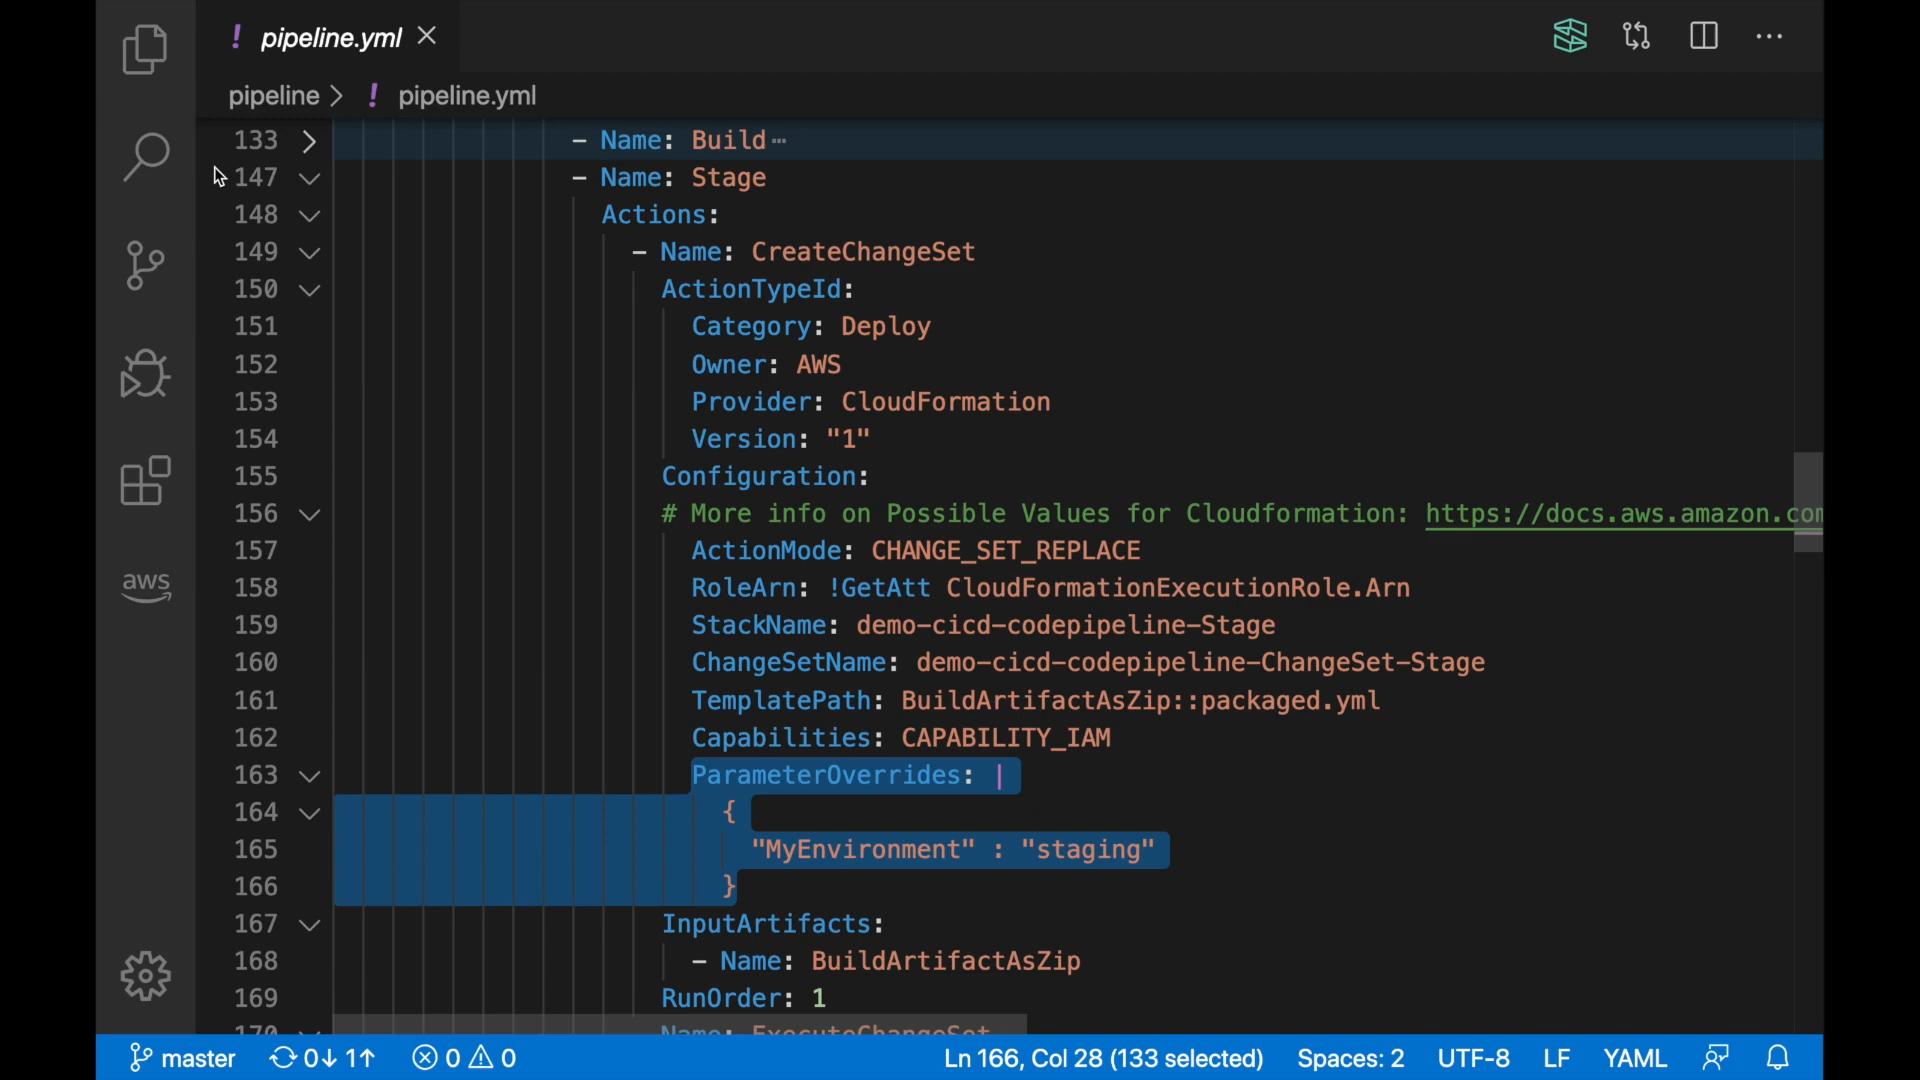 ! pipeline.yml
pipeline > ! pipeline.yml
133 - Name: Build…
147 - Name: Stage
148 Actions:
149 - Name: CreateChangeSet
150 ActionTypeId:
151 Category: Deploy
152 Owner: AWS
153 Provider: CloudFormation
154 Version: "1"
155 Configuration:
156 # More info on Possible Values for Cloudformation: https://docs.aws.amazon.com
157 ActionMode: CHANGE_SET_REPLACE
158 RoleArn: !GetAtt CloudFormationExecutionRole.Arn
159 StackName: demo-cicd-codepipeline-Stage
160 ChangeSetName: demo-cicd-codepipeline-ChangeSet-Stage
161 TemplatePath: BuildArtifactAsZip::packaged.yml
162 Capabilities: CAPABILITY_IAM
163 ParameterOverrides: |
164 {
165 "MyEnvironment" : "staging"
166 }
167 InputArtifacts:
168 - Name: BuildArtifactAsZip
169 RunOrder: 1
170 Name: ExecuteChangeSet
aws
master 0↓ 1↑ 0 0 Ln 166, Col 28 (133 selected) Spaces: 2 UTF-8 LF YAML